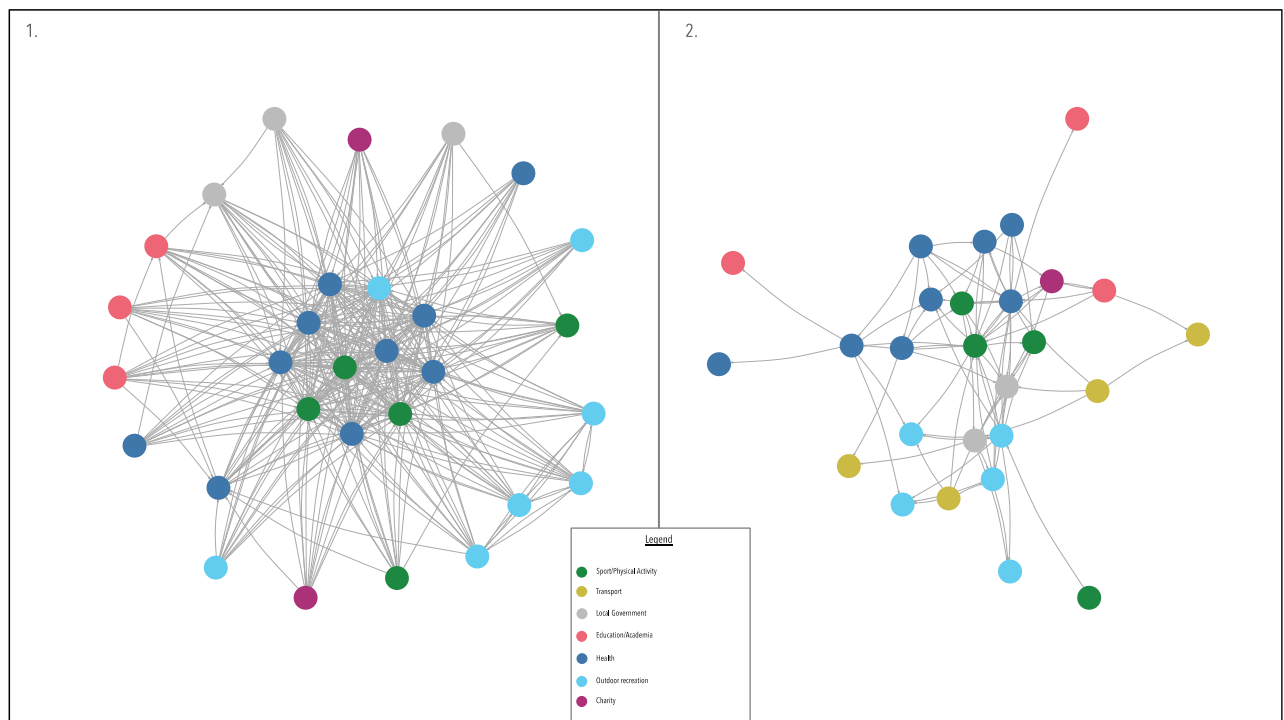 1.
2.
Legend
Sport/Physical Activity
Transport
Local Government
Education/Academia
Health
Outdoor recreation
Charity